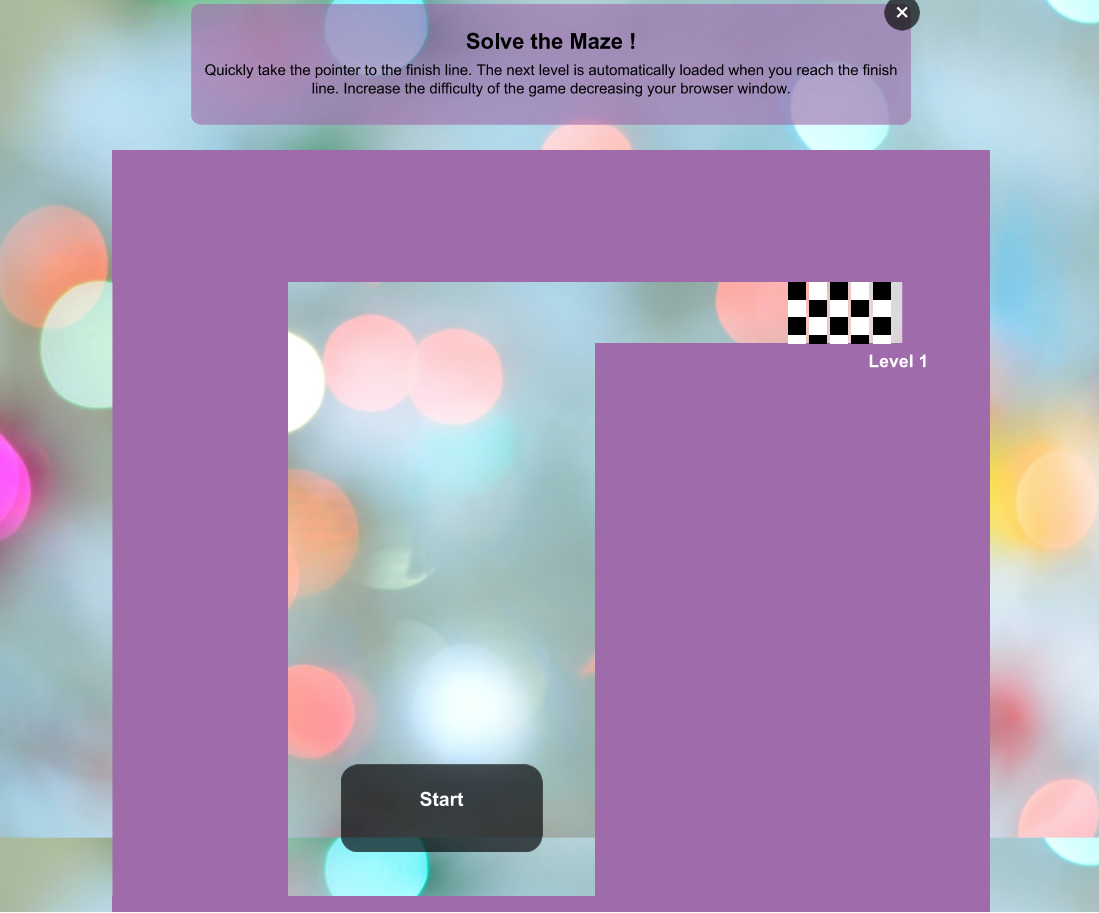 Solve the Maze !
Quickly take the pointer to the finish line. The next level is automatically loaded when you reach the finish
line. Increase the difficulty of the game decreasing your browser window.
Level 1
Start